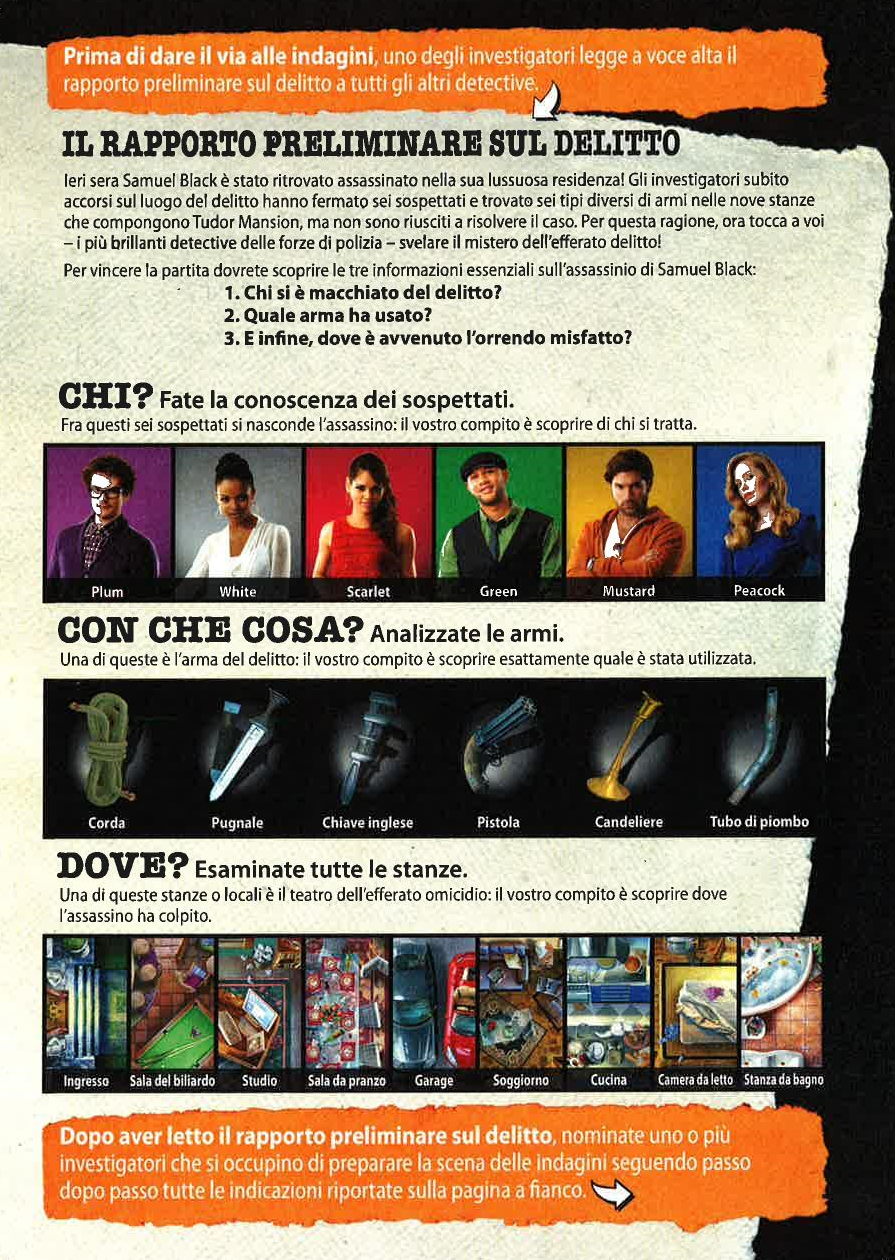 Prima di dare il via alle indagini, uno degli investigatori legge a voce alta il
rapporto preliminare sul delitto a tutti gli altri detective.
IL RAPPORTO PRELIMINARE SUL DELITTO
Ieri sera Samuel Black è stato ritrovato assassinato nella sua lussuosa residenza! Gli investigatori subito
accorsi sul luogo del delitto hanno fermato sei sospettati e trovato sei tipi diversi di armi nelle nove stanze
che compongono Tudor Mansion, ma non sono riusciti a risolvere il caso. Per questa ragione, ora tocca a voi
– i più brillanti detective delle forze di polizia – svelare il mistero dell'efferato delitto!
Per vincere la partita dovrete scoprire le tre informazioni essenziali sull'assassinio di Samuel Black:
1. Chi si è macchiato del delitto?
2. Quale arma ha usato?
3. E infine, dove è avvenuto l'orrendo misfatto?
CHI? Fate la conoscenza dei sospettati.
Fra questi sei sospettati si nasconde l'assassino: il vostro compito è scoprire di chi si tratta.
Plum White Scarlet Green Mustard Peacock
CON CHE COSA? Analizzate le armi.
Una di queste è l'arma del delitto: il vostro compito è scoprire esattamente quale è stata utilizzata.
Corda Pugnale Chiave inglese Pistola Candeliere Tubo di piombo
DOVE? Esaminate tutte le stanze.
Una di queste stanze o locali è il teatro dell'efferato omicidio: il vostro compito è scoprire dove
l'assassino ha colpito.
Ingresso Sala del biliardo Studio Sala da pranzo Garage Soggiorno Cucina Camera da letto Stanza da bagno
Dopo aver letto il rapporto preliminare sul delitto, nominate uno o più
investigatori che si occupino di preparare la scena delle indagini seguendo passo
dopo passo tutte le indicazioni riportate sulla pagina a fianco.